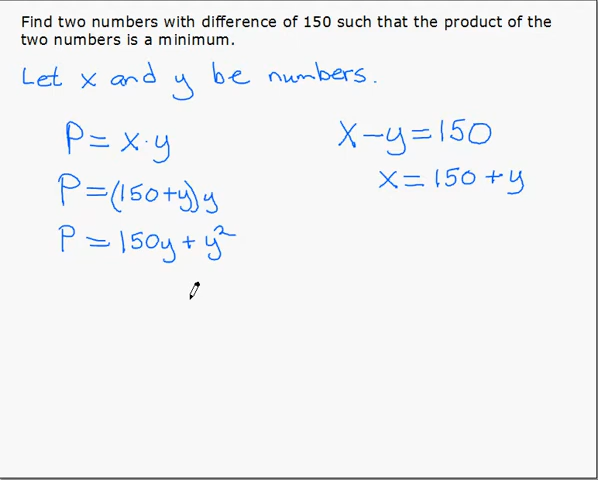 Find two numbers with difference of 150 such that the product of the
two numbers is a minimum.
Let x and y be numbers.
P = x·y
x-y=150
P=(150+y)y
x=150+y
P = 150y + y²